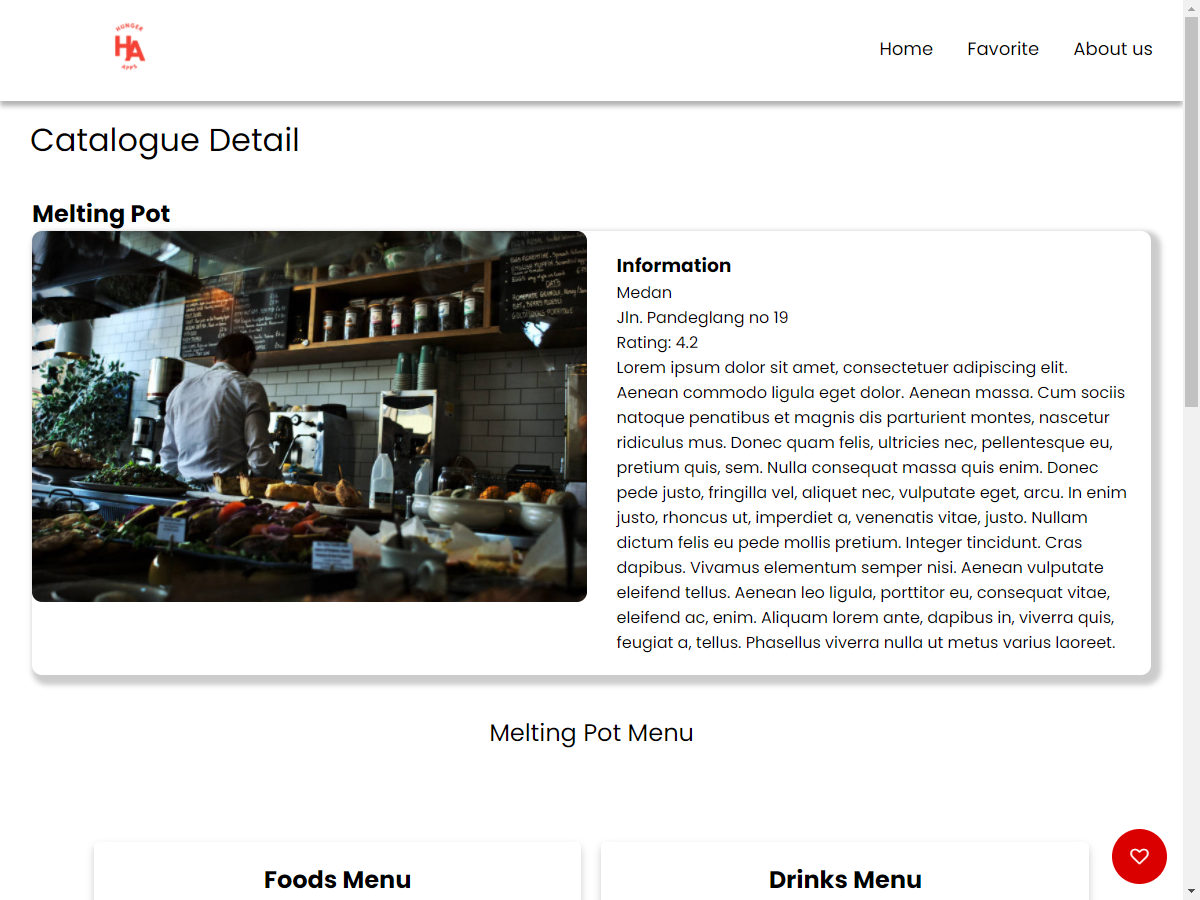 HUNGER
HA
APPS
Home
Favorite
About us
Catalogue Detail
Melting Pot
Information
Medan
Jln. Pandeglang no 19
Rating: 4.2
Lorem ipsum dolor sit amet, consectetuer adipiscing elit.
Aenean commodo ligula eget dolor. Aenean massa. Cum sociis
natoque penatibus et magnis dis parturient montes, nascetur
ridiculus mus. Donec quam felis, ultricies nec, pellentesque eu,
pretium quis, sem. Nulla consequat massa quis enim. Donec
pede justo, fringilla vel, aliquet nec, vulputate eget, arcu. In enim
justo, rhoncus ut, imperdiet a, venenatis vitae, justo. Nullam
dictum felis eu pede mollis pretium. Integer tincidunt. Cras
dapibus. Vivamus elementum semper nisi. Aenean vulputate
eleifend tellus. Aenean leo ligula, porttitor eu, consequat vitae,
eleifend ac, enim. Aliquam lorem ante, dapibus in, viverra quis,
feugiat a, tellus. Phasellus viverra nulla ut metus varius laoreet.
Melting Pot Menu
Foods Menu
Drinks Menu